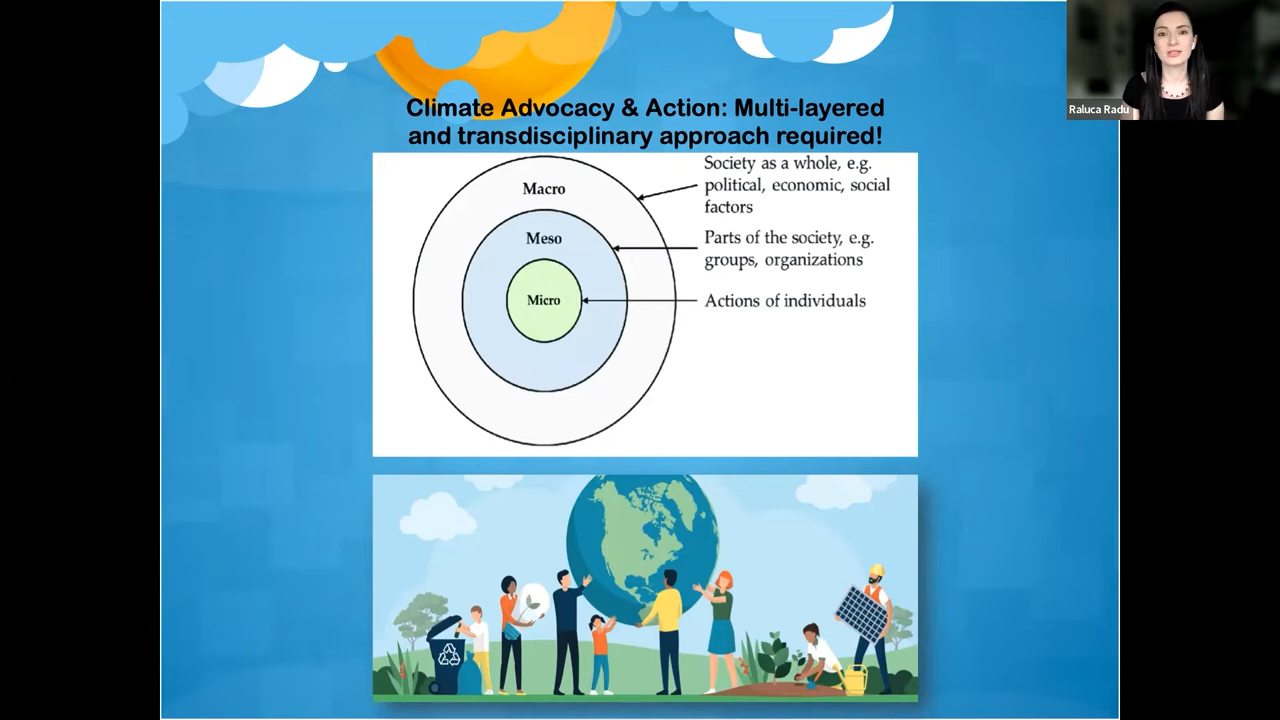 Climate Advocacy & Action: Multi-layered
and transdisciplinary approach required!
Macro
Meso
Micro
Society as a whole, e.g.
political, economic, social
factors
Parts of the society, e.g.
groups, organizations
Actions of individuals
Raluca Radu